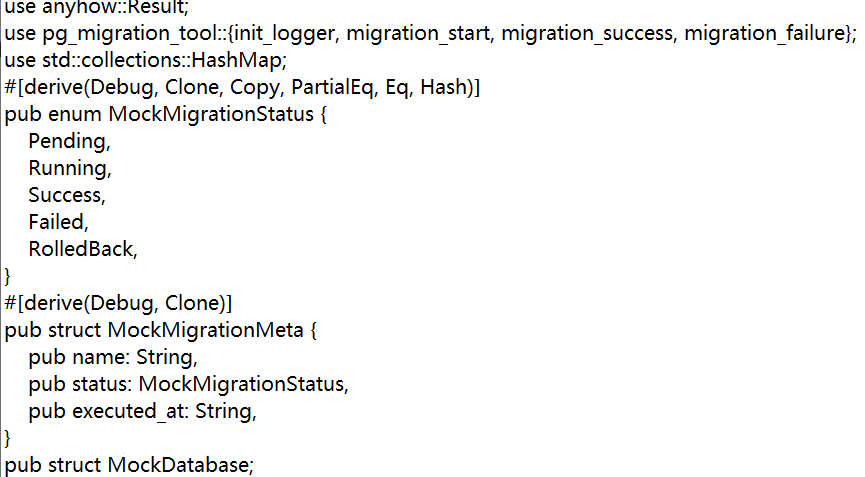 use anyhow::Result;
use pg_migration_tool::{init_logger, migration_start, migration_success, migration_failure};
use std::collections::HashMap;
#[derive(Debug, Clone, Copy, PartialEq, Eq, Hash)]
pub enum MockMigrationStatus {
    Pending,
    Running,
    Success,
    Failed,
    RolledBack,
}
#[derive(Debug, Clone)]
pub struct MockMigrationMeta {
    pub name: String,
    pub status: MockMigrationStatus,
    pub executed_at: String,
}
pub struct MockDatabase;